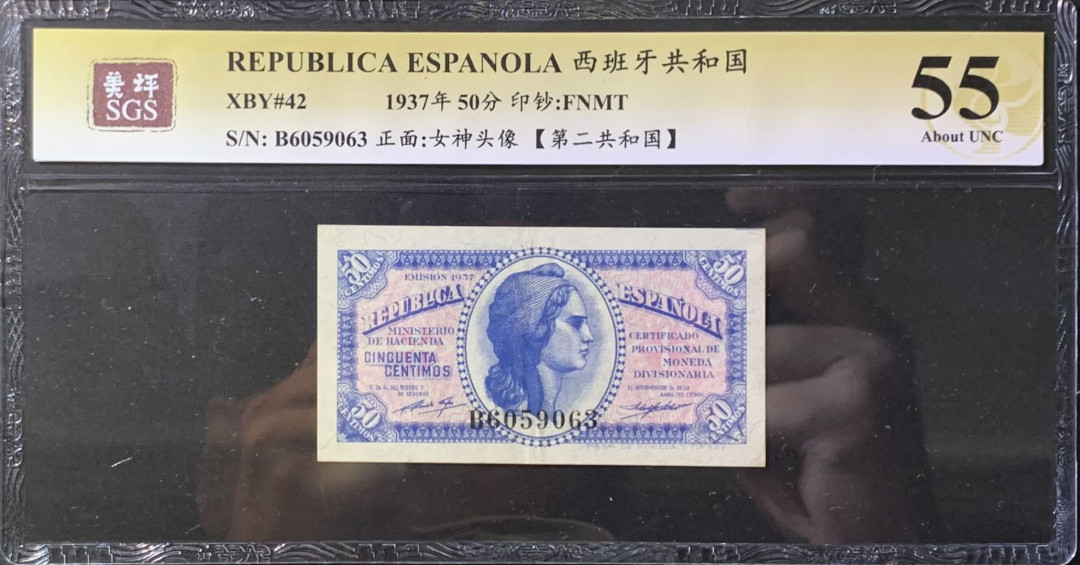 美坪
SGS
REPUBLICA ESPANOLA 西班牙共和国
XBY#42 1937年 50分 印钞:FNMT
S/N: B6059063 正面:女神头像 【第二共和国】
55
About UNC
50 50
CENTIMOS CENTIMOS
EMISIÓN 1937
REPUBLICA ESPAÑOLA
MINISTERIO
DE HACIENDA
CINCUENTA
CENTIMOS
CERTIFICADO
PROVISIONAL DE
MONEDA
DIVISIONARIA
50 50
CENTIMOS CENTIMOS
B6059063